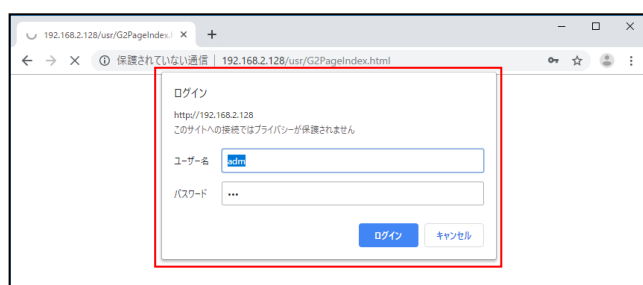 192.168.2.128/usr/G2PageIndex.h
保護されていない通信 | 192.168.2.128/usr/G2PageIndex.html
ログイン
http://192.168.2.128
このサイトへの接続ではプライバシーが保護されません
ユーザー名 adm
パスワード •••
ログイン キャンセル